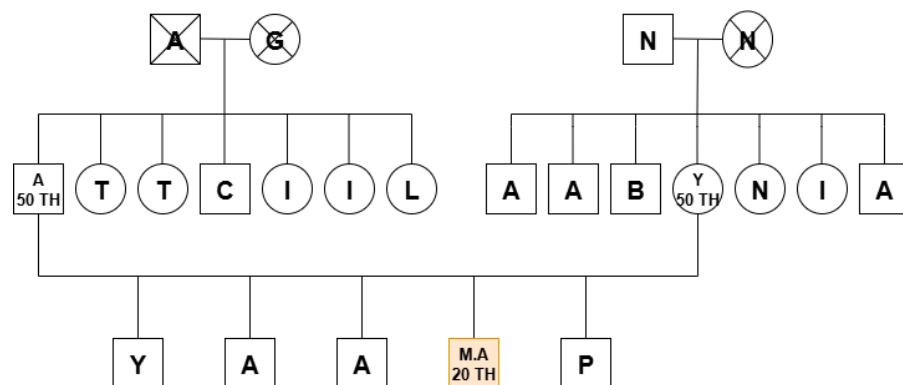 A G N N
A
50 TH
T T C I I L A A B
Y
50 TH
N I A
Y A A
M.A
20 TH
P